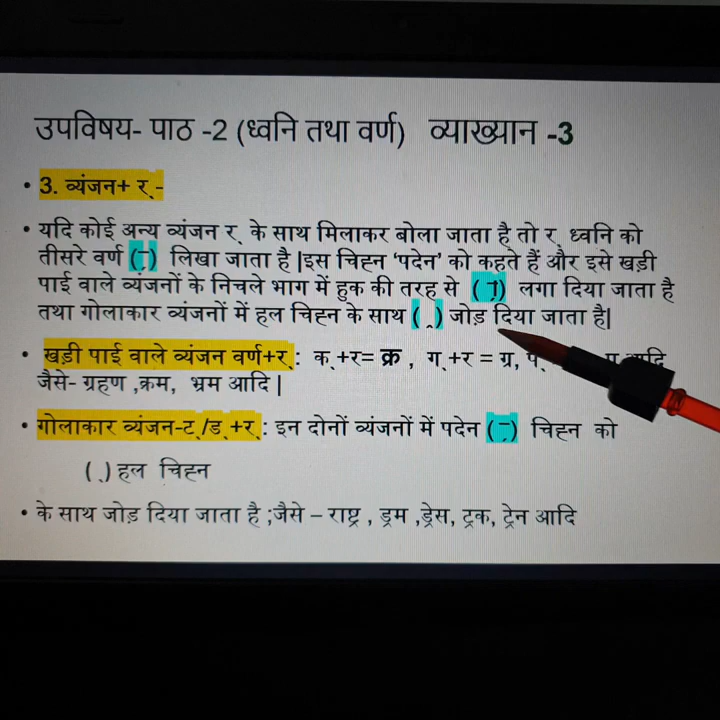 उपविषय- पाठ -2 (ध्वनि तथा वर्ण) व्याख्यान -3
• 3. व्यंजन+ र् -
• यदि कोई अन्य व्यंजन र् के साथ मिलाकर बोला जाता है तो र् ध्वनि को
तीसरे वर्ण ( ) लिखा जाता है |इस चिह्न 'पदेन' को कहते हैं और इसे खड़ी
पाई वाले व्यंजनों के निचले भाग में हुक की तरह से ( ) लगा दिया जाता है
तथा गोलाकार व्यंजनों में हल चिह्न के साथ ( ू ) जोड़ दिया जाता है|
• खड़ी पाई वाले व्यंजन वर्ण+र् : क् +र= क्र , ग् +र = ग्र, प्
जैसे- ग्रहण ,क्रम, भ्रम आदि |
• गोलाकार व्यंजन-ट् /ड् +र् : इन दोनों व्यंजनों में पदेन ( ) चिह्न को
( ् ) हल चिह्न
• के साथ जोड़ दिया जाता है ;जैसे – राष्ट्र , ड्रम ,ड्रेस, ट्रक, ट्रेन आदि